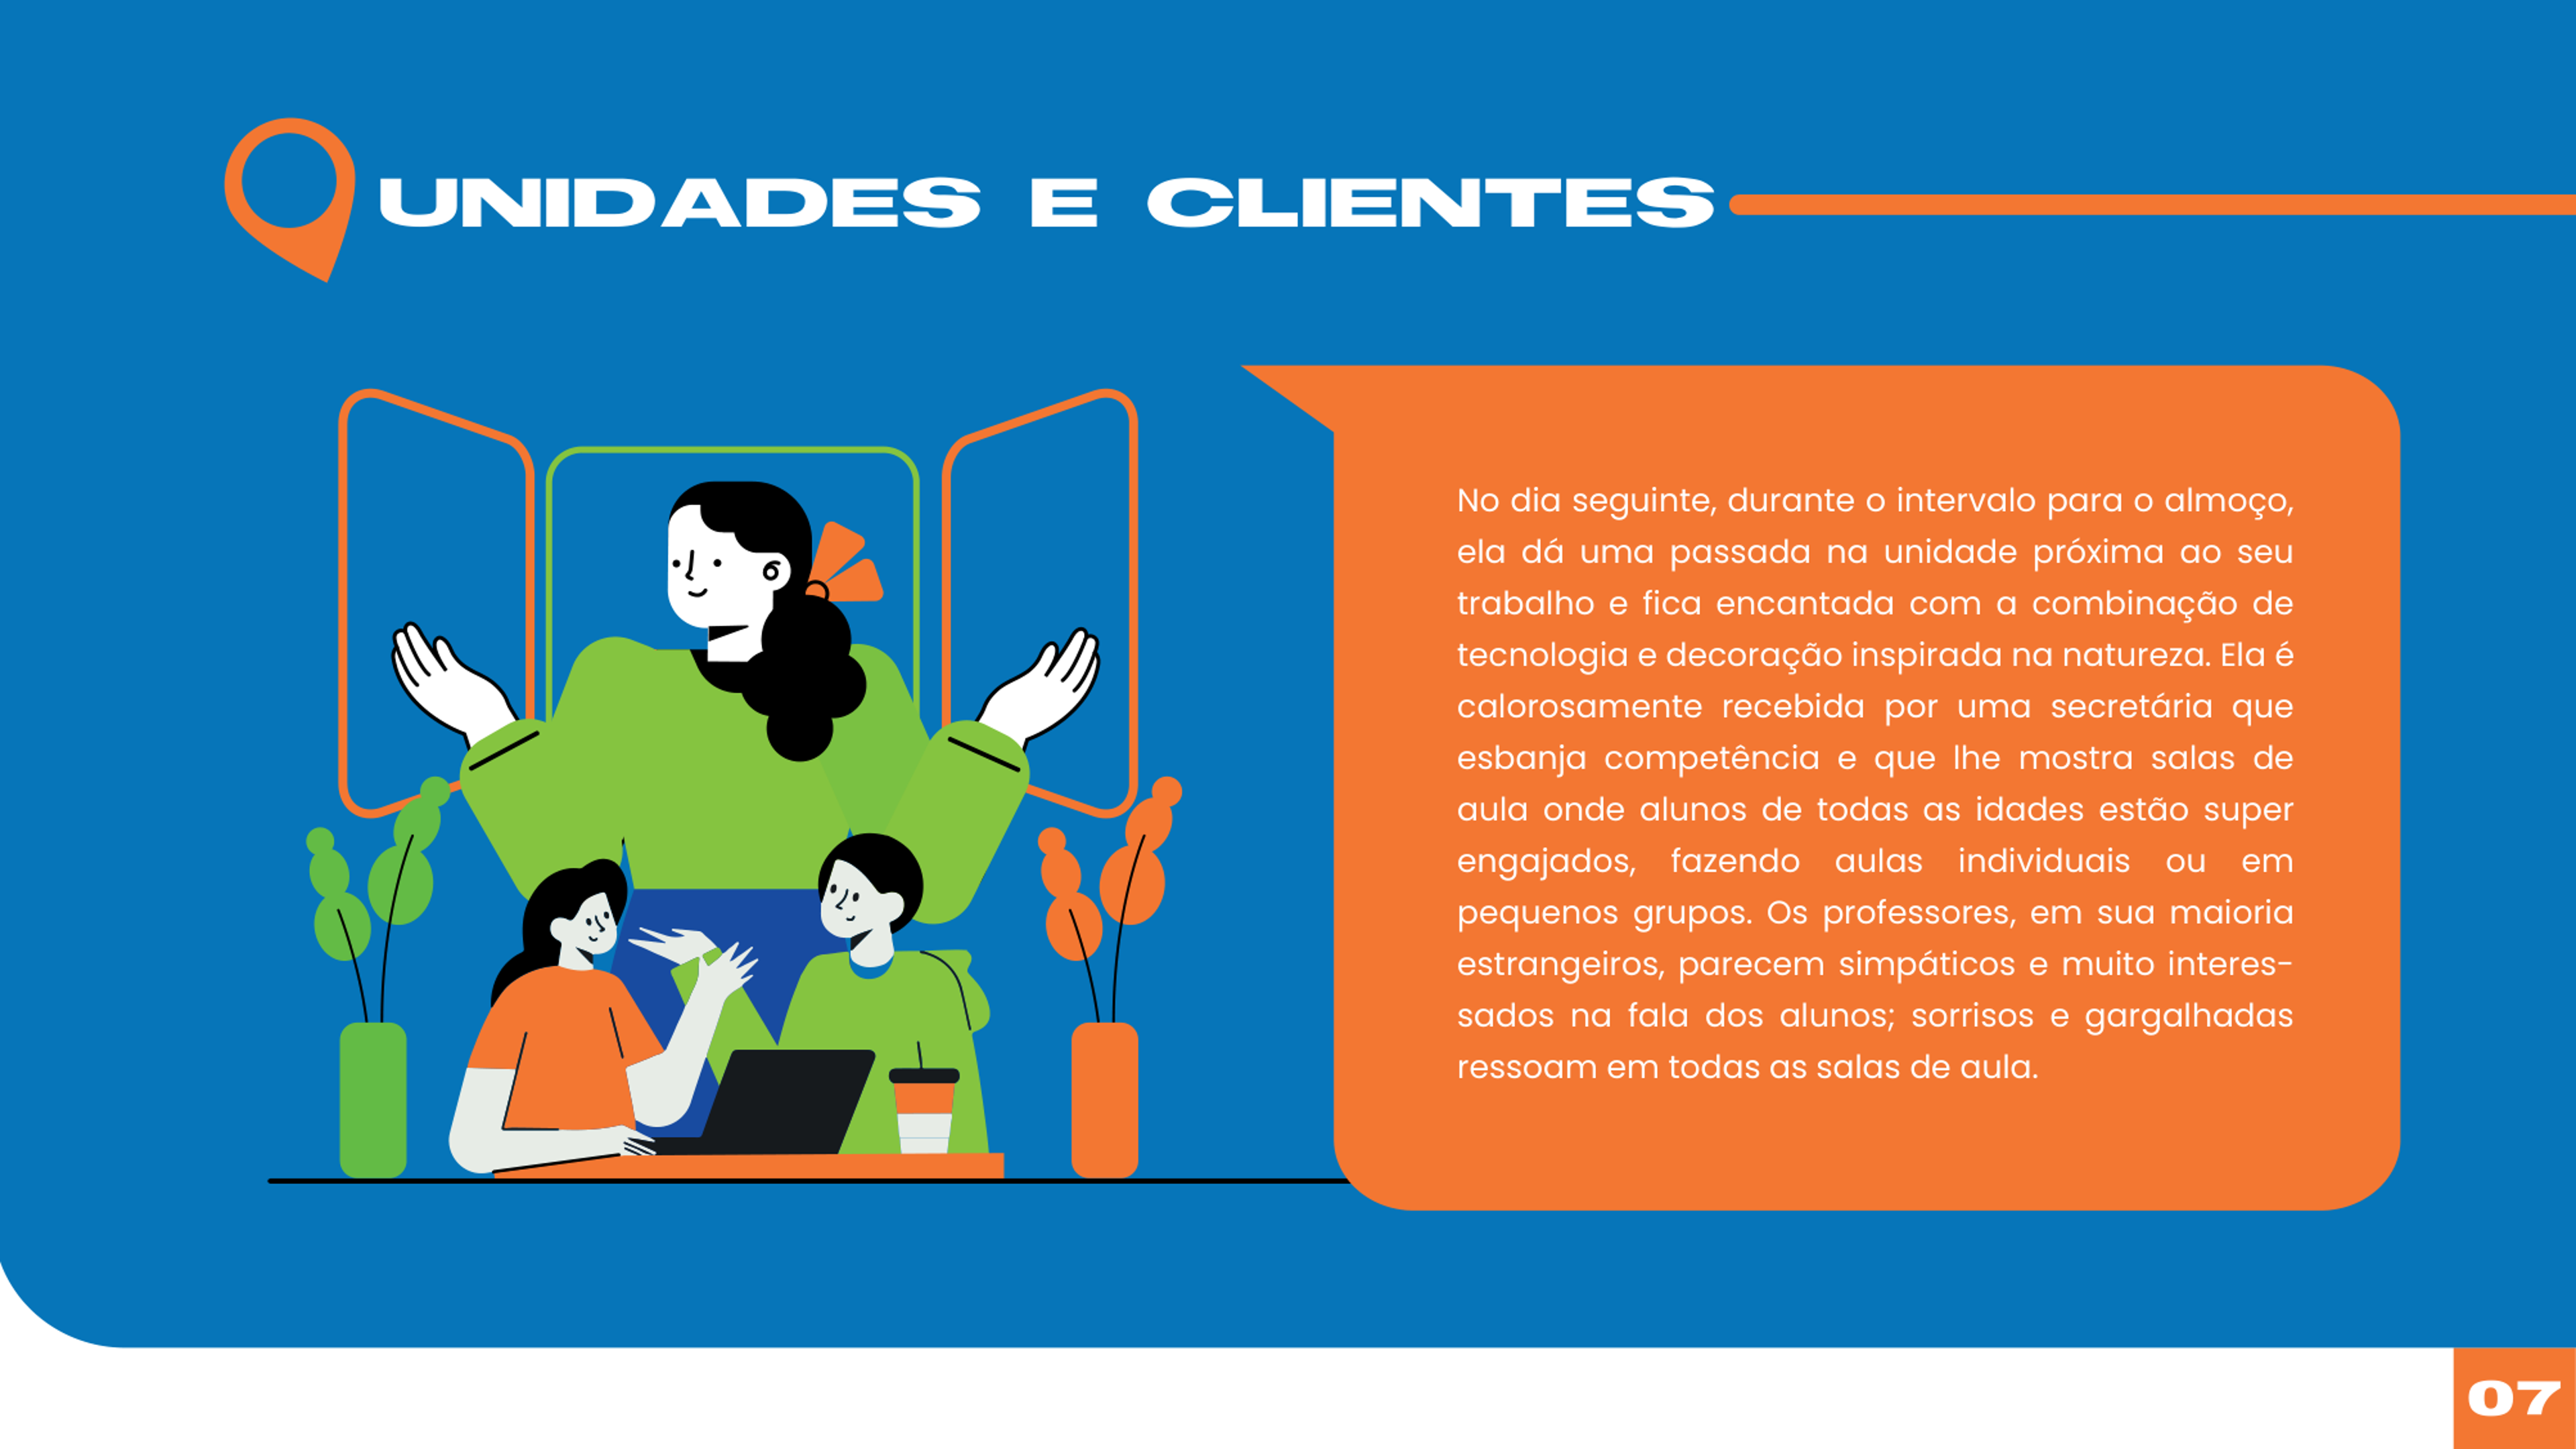 UNIDADES E CLIENTES
No dia seguinte, durante o intervalo para o almoço,
ela dá uma passada na unidade próxima ao seu
trabalho e fica encantada com a combinação de
tecnologia e decoração inspirada na natureza. Ela é
calorosamente recebida por uma secretária que
esbanja competência e que lhe mostra salas de
aula onde alunos de todas as idades estão super
engajados, fazendo aulas individuais ou em
pequenos grupos. Os professores, em sua maioria
estrangeiros, parecem simpáticos e muito interes-
sados na fala dos alunos; sorrisos e gargalhadas
ressoam em todas as salas de aula.
07